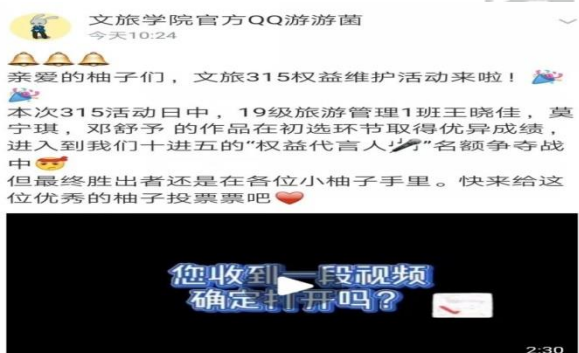 文旅学院官方QQ游游菌
今天10:24
亲爱的柚子们，文旅315权益维护活动来啦！
本次315活动日中，19级旅游管理1班王晓佳，莫
宁琪，邓舒予 的作品在初选环节取得优异成绩，
进入到我们十进五的“权益代言人”名额争夺战
中
但最终胜出者还是在各位小柚子手里。快来给这
位优秀的柚子投票票吧
您收到一段视频
确定打开吗？
2:30